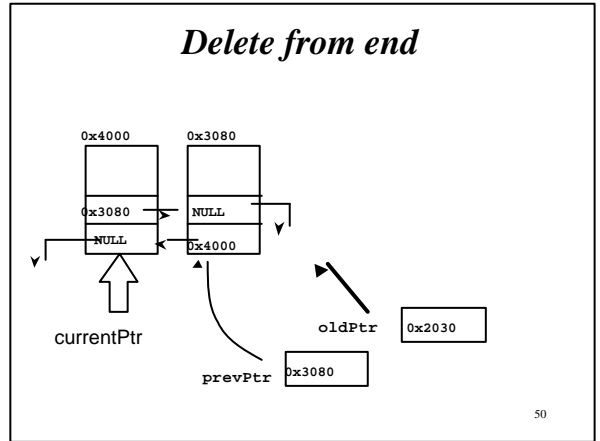 Delete from end
0x4000 0x3080
0x3080 NULL
NULL 0x4000
currentPtr
oldPtr 0x2030
prevPtr 0x3080
50